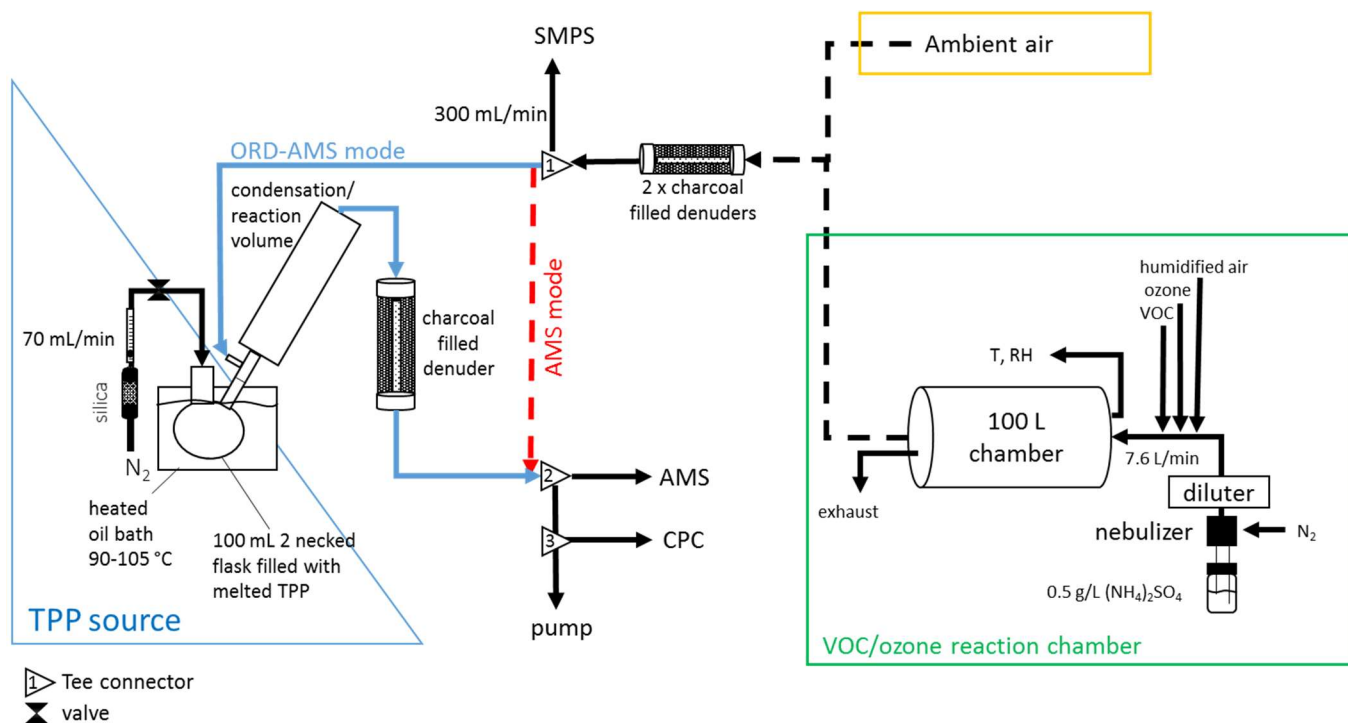 SMPS
Ambient air
300 mL/min
ORD-AMS mode
1
2 x charcoal
filled denuders
condensation/
reaction
volume
70 mL/min
silica
N2
charcoal
filled
denuder
AMS mode
humidified air
ozone
VOC
T, RH
100 L
chamber
7.6 L/min
diluter
nebulizer
N2
0.5 g/L (NH4)2SO4
exhaust
2
AMS
3
CPC
pump
heated
oil bath
90-105 °C
100 mL 2 necked
flask filled with
melted TPP
TPP source
VOC/ozone reaction chamber
1 Tee connector
valve